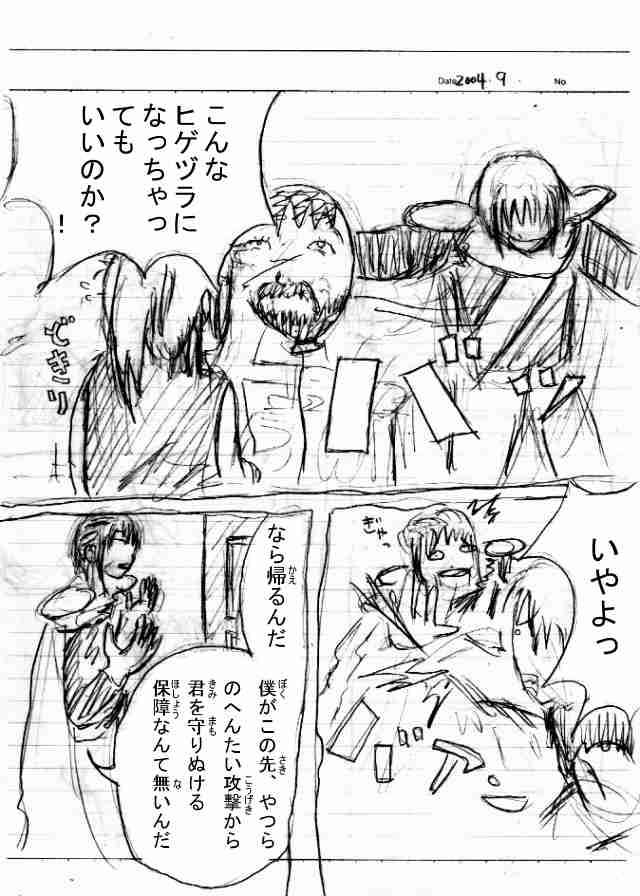 Date 2004.9 No
こんな
ヒゲヅラに
なっちゃっ
ても
いいのか?
!
どきり
いやよっ
ぎゃっ
なら帰るんだ
かえ
僕がこの先、やつら
ぼく
さき
のへんたい攻撃から
こうげき
君を守りぬける
きみ
まも
保障なんて無いんだ
ほしょう
な